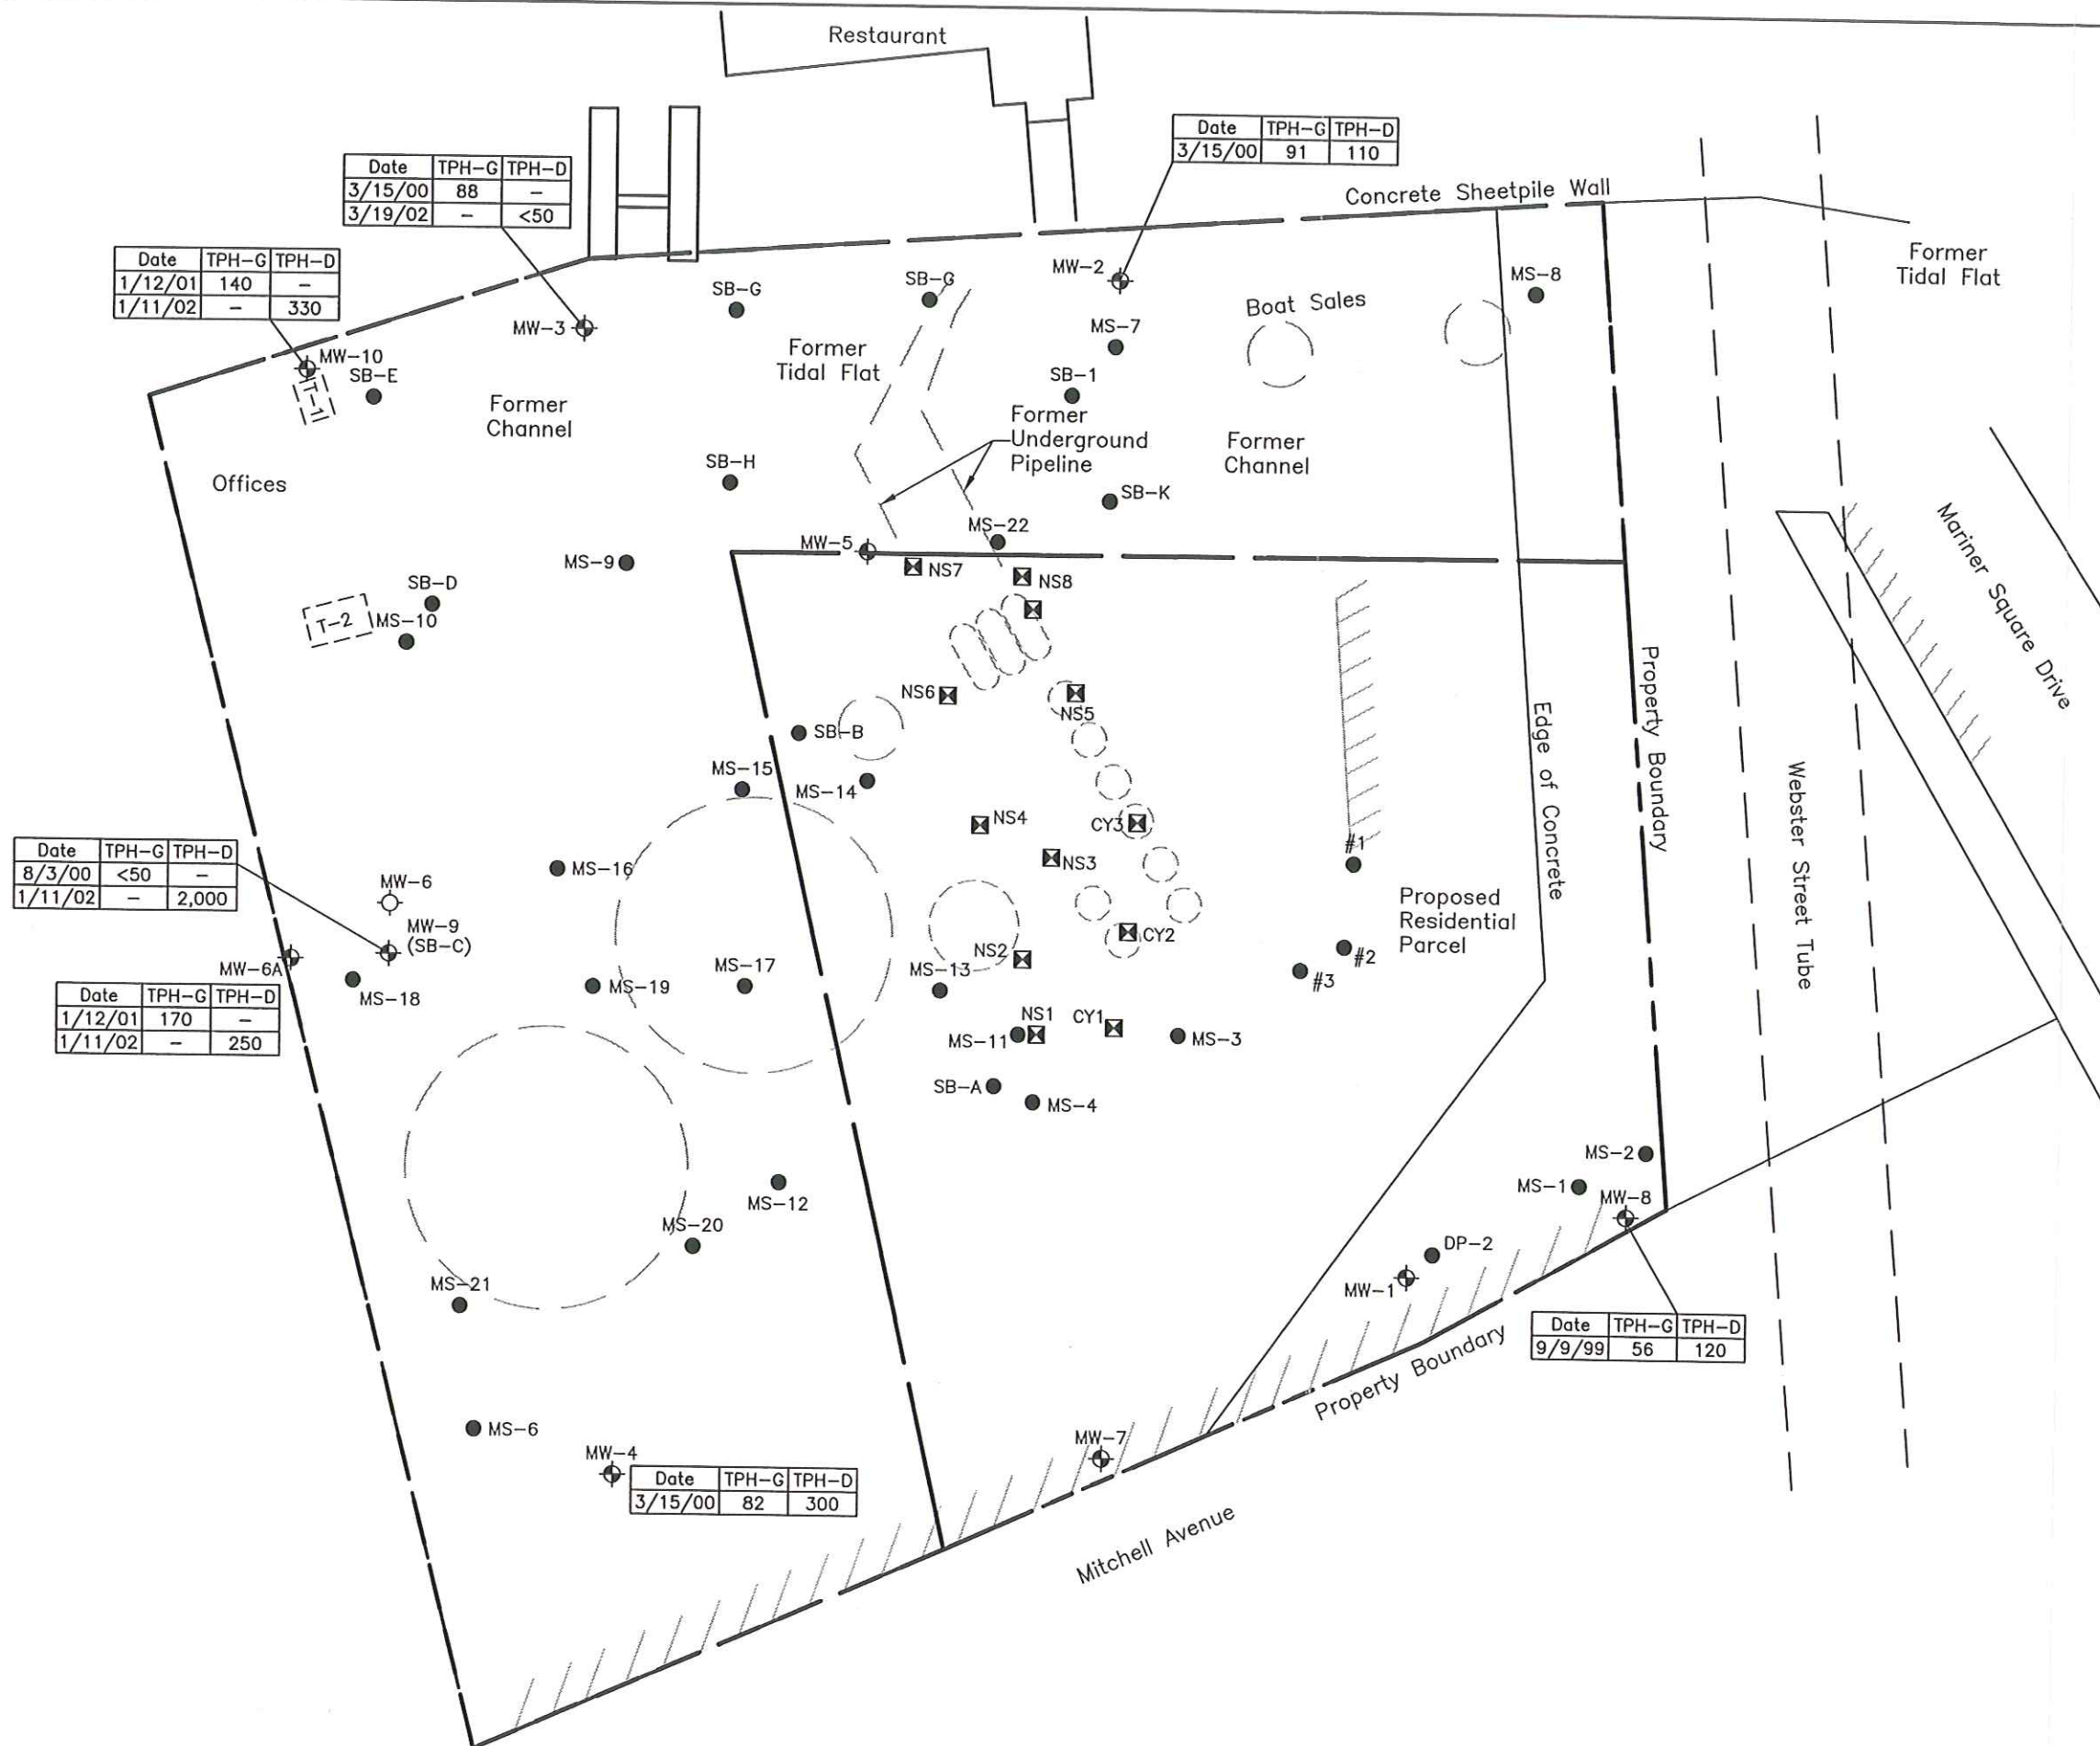 Restaurant
Date TPH-G TPH-D
3/15/00 91 110
Date TPH-G TPH-D
3/15/00 88 -
3/19/02 - <50
Concrete Sheetpile Wall
Former
Tidal Flat
Date TPH-G TPH-D
1/12/01 140 -
1/11/02 - 330
MW-2
MS-8
SB-G
SB-G
Boat Sales
MW-3
MS-7
Former
Tidal Flat
MW-10
SB-E
T-1
SB-1
Former
Channel
Former
Underground
Pipeline
Former
Channel
Offices
SB-H
SB-K
Mariner Square Drive
MS-22
MW-5
MS-9
NS7
NS8
SB-D
T-2
MS-10
NS6
NS5
SB-B
Edge of Concrete
Property Boundary
MS-15
MS-14
Webster Street Tube
NS4
CY3
#1
NS3
Date TPH-G TPH-D
8/3/00 <50 -
1/11/02 - 2,000
MS-16
MW-6
Proposed
Residential
Parcel
MW-9
(SB-C)
CY2
NS2
#2
MW-6A
MS-17
MS-13
#3
MS-18
MS-19
Date TPH-G TPH-D
1/12/01 170 -
1/11/02 - 250
NS1
CY1
MS-11
MS-3
SB-A
MS-4
MS-2
MS-1
MW-8
MS-12
MS-20
DP-2
MS-21
MW-1
Date TPH-G TPH-D
9/9/99 56 120
Property Boundary
MS-6
MW-7
MW-4
Date TPH-G TPH-D
3/15/00 82 300
Mitchell Avenue